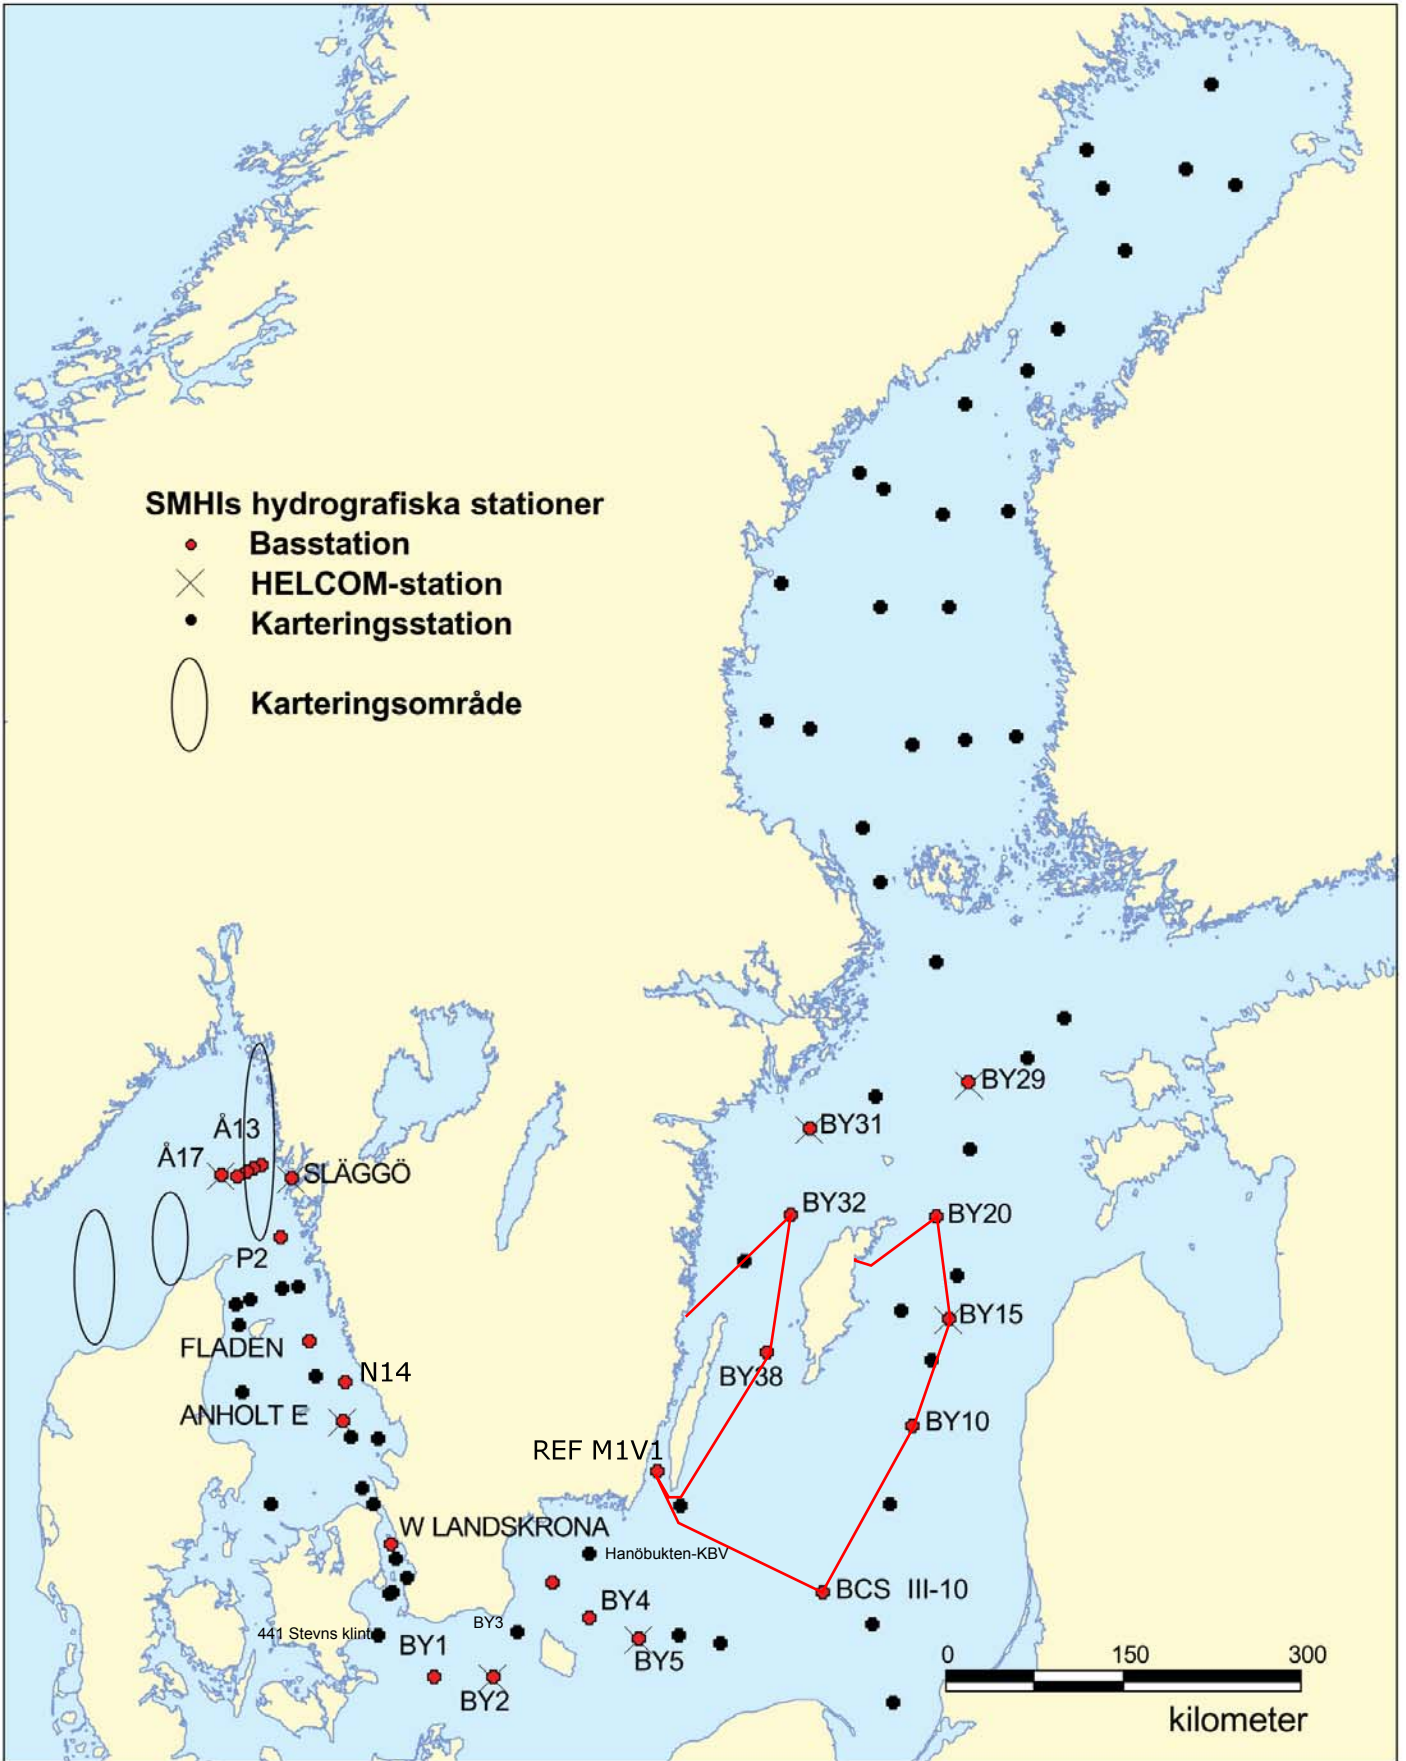 SMHIs hydrografiska stationer
Basstation
HELCOM-station
Karteringsstation
Karteringsområde
BY29
Å13
BY31
Å17
SLÄGGÖ
BY32
BY20
P2
BY15
FLADEN
N14
BY38
ANHOLT E
BY10
REF M1V1
W LANDSKRONA
Hanöbukten-KBV
BCS III-10
BY4
BY3
441 Stevns klint
BY1
BY5
0 150 300
BY2
kilometer